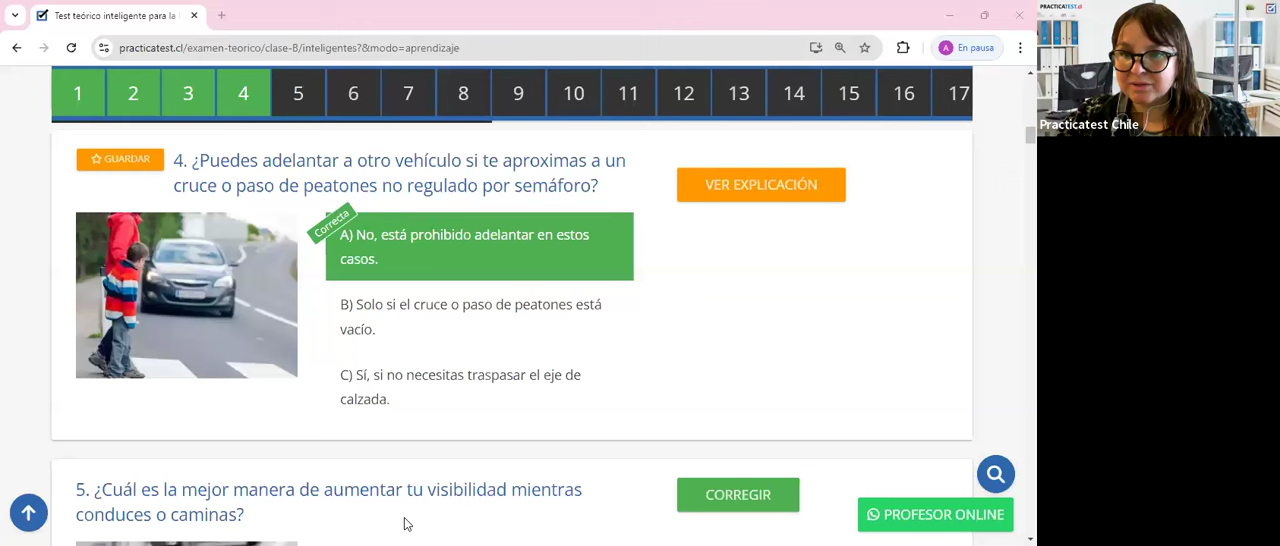 Test teórico inteligente para la
practicatest.cl/examen-teorico/clase-B/inteligentes?&modo=aprendizaje
En pausa
1 2 3 4 5 6 7 8 9 10 11 12 13 14 15 16 17
GUARDAR
4. ¿Puedes adelantar a otro vehículo si te aproximas a un
cruce o paso de peatones no regulado por semáforo?
VER EXPLICACIÓN
Correcta
A) No, está prohibido adelantar en estos
casos.
B) Solo si el cruce o paso de peatones está
vacío.
C) Sí, si no necesitas traspasar el eje de
calzada.
5. ¿Cuál es la mejor manera de aumentar tu visibilidad mientras
conduces o caminas?
CORREGIR
PROFESOR ONLINE
PRACTICATEST.cl
Practicatest Chile